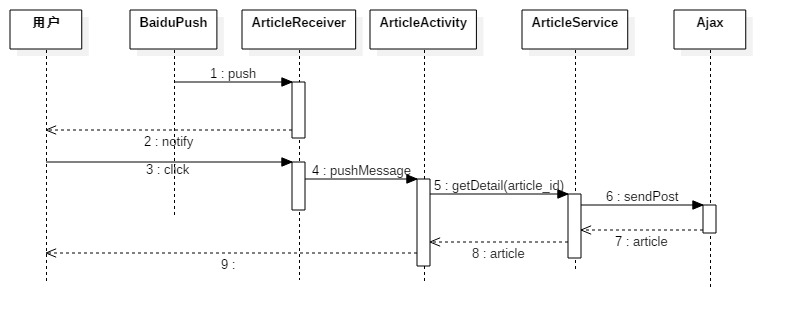 用户
BaiduPush
ArticleReceiver
ArticleActivity
ArticleService
Ajax
1 : push
2 : notify
3 : click
4 : pushMessage
5 : getDetail(article_id)
6 : sendPost
7 : article
8 : article
9 :